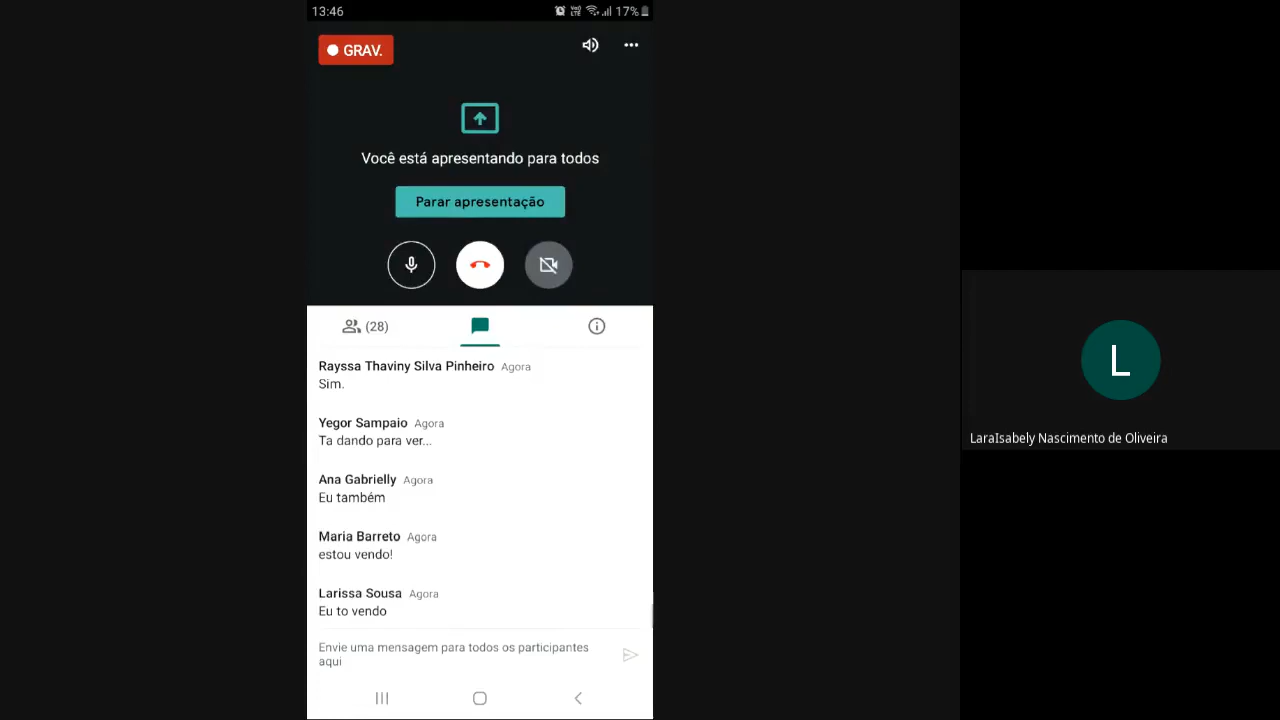 13:46
17%
GRAV.
Você está apresentando para todos
Parar apresentação
(28)
Rayssa Thaviny Silva Pinheiro Agora
Sim.
Yegor Sampaio Agora
Ta dando para ver...
Ana Gabrielly Agora
Eu também
Maria Barreto Agora
estou vendo!
Larissa Sousa Agora
Eu to vendo
Envie uma mensagem para todos os participantes
aqui
L
LaraIsabely Nascimento de Oliveira